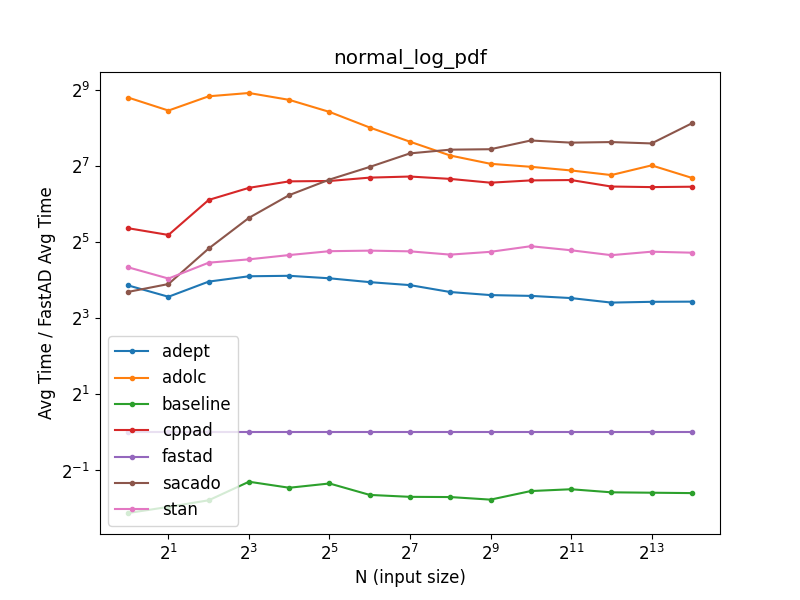 normal_log_pdf
Avg Time / FastAD Avg Time
2^9
2^7
2^5
2^3
2^1
2^-1
adept
adolc
baseline
cppad
fastad
sacado
stan
2^1 2^3 2^5 2^7 2^9 2^11 2^13
N (input size)